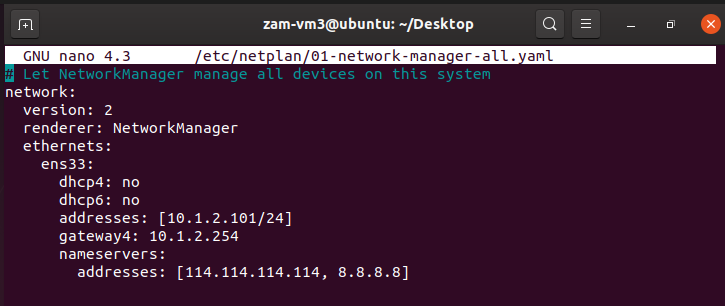 zam-vm3@ubuntu: ~/Desktop
GNU nano 4.3 /etc/netplan/01-network-manager-all.yaml
# Let NetworkManager manage all devices on this system
network:
  version: 2
  renderer: NetworkManager
  ethernets:
    ens33:
      dhcp4: no
      dhcp6: no
      addresses: [10.1.2.101/24]
      gateway4: 10.1.2.254
      nameservers:
        addresses: [114.114.114.114, 8.8.8.8]